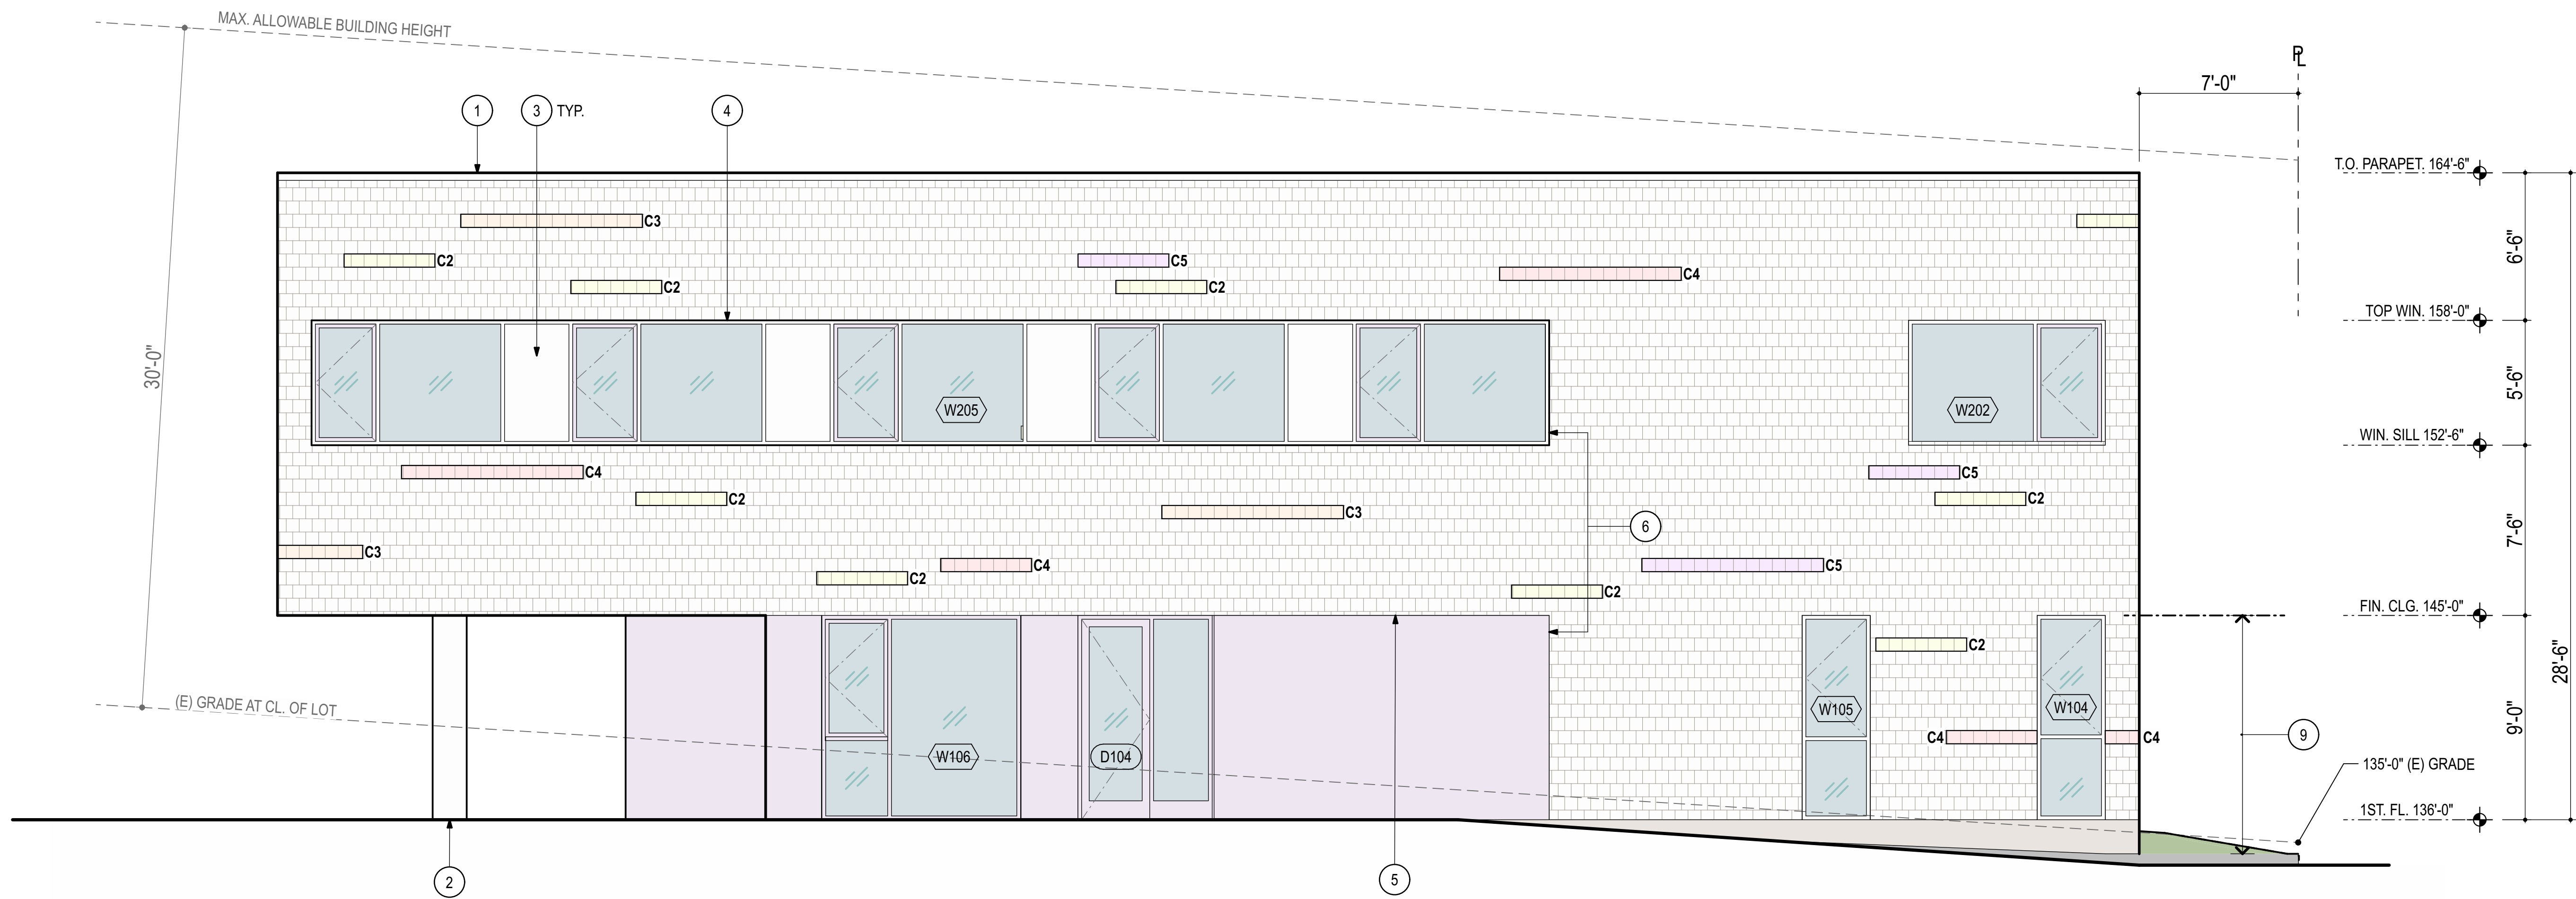 MAX. ALLOWABLE BUILDING HEIGHT
PL
7'-0"
1
3 TYP.
4
T.O. PARAPET. 164'-6"
C3
C2
C5
C4
C2
C2
6'-6"
TOP WIN. 158'-0"
30'-0"
5'-6"
W205
W202
WIN. SILL 152'-6"
C4
C5
C2
C2
C3
6
7'-6"
C3
C4
C5
C2
C2
FIN. CLG. 145'-0"
C2
28'-6"
(E) GRADE AT CL. OF LOT
W105
W104
9'-0"
C4
C4
9
W106
D104
135'-0" (E) GRADE
1ST. FL. 136'-0"
2
5